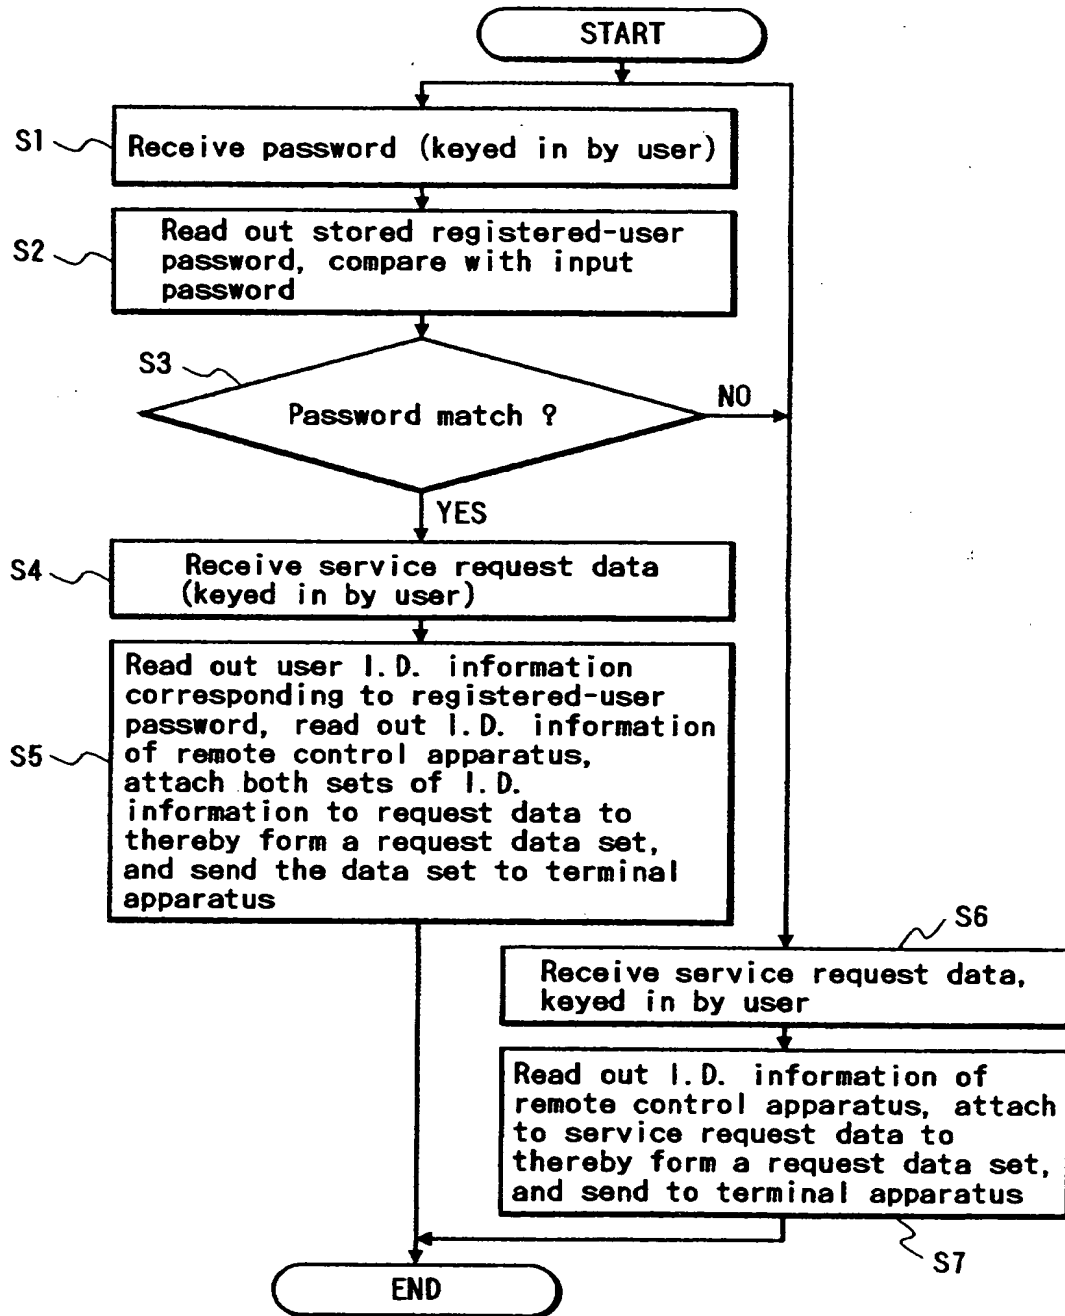 START
S1
Receive password (keyed in by user)
S2
Read out stored registered-user
password, compare with input
password
S3
Password match ?
NO
YES
S4
Receive service request data
(keyed in by user)
S5
Read out user I.D. information
corresponding to registered-user
password, read out I.D. information
of remote control apparatus,
attach both sets of I.D.
information to request data to
thereby form a request data set,
and send the data set to terminal
apparatus
S6
Receive service request data,
keyed in by user
Read out I.D. information of
remote control apparatus, attach
to service request data to
thereby form a request data set,
and send to terminal apparatus
S7
END